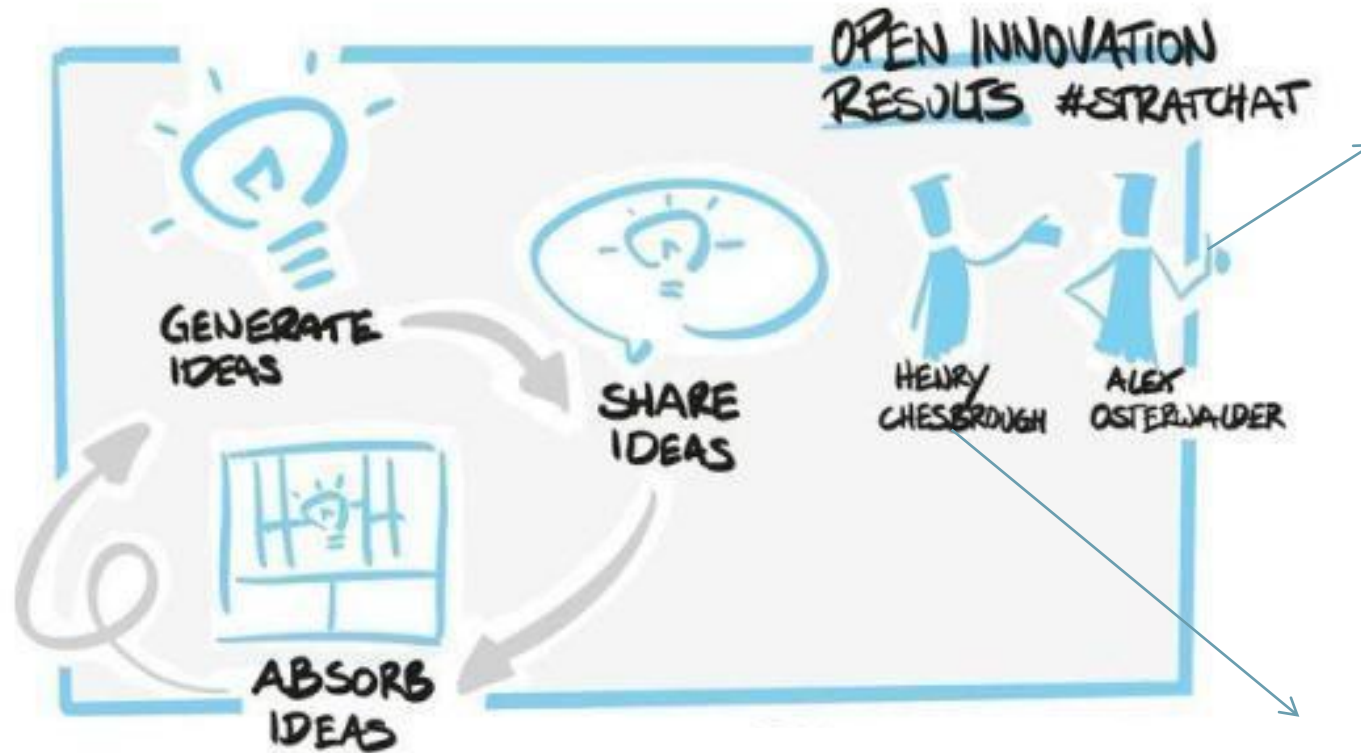 OPEN INNOVATION
RESULTS #STRATCHAT
GENERATE
IDEAS
SHARE
IDEAS
HENRY
CHESBROUGH
ALEX
OSTERWALDER
ABSORB
IDEAS